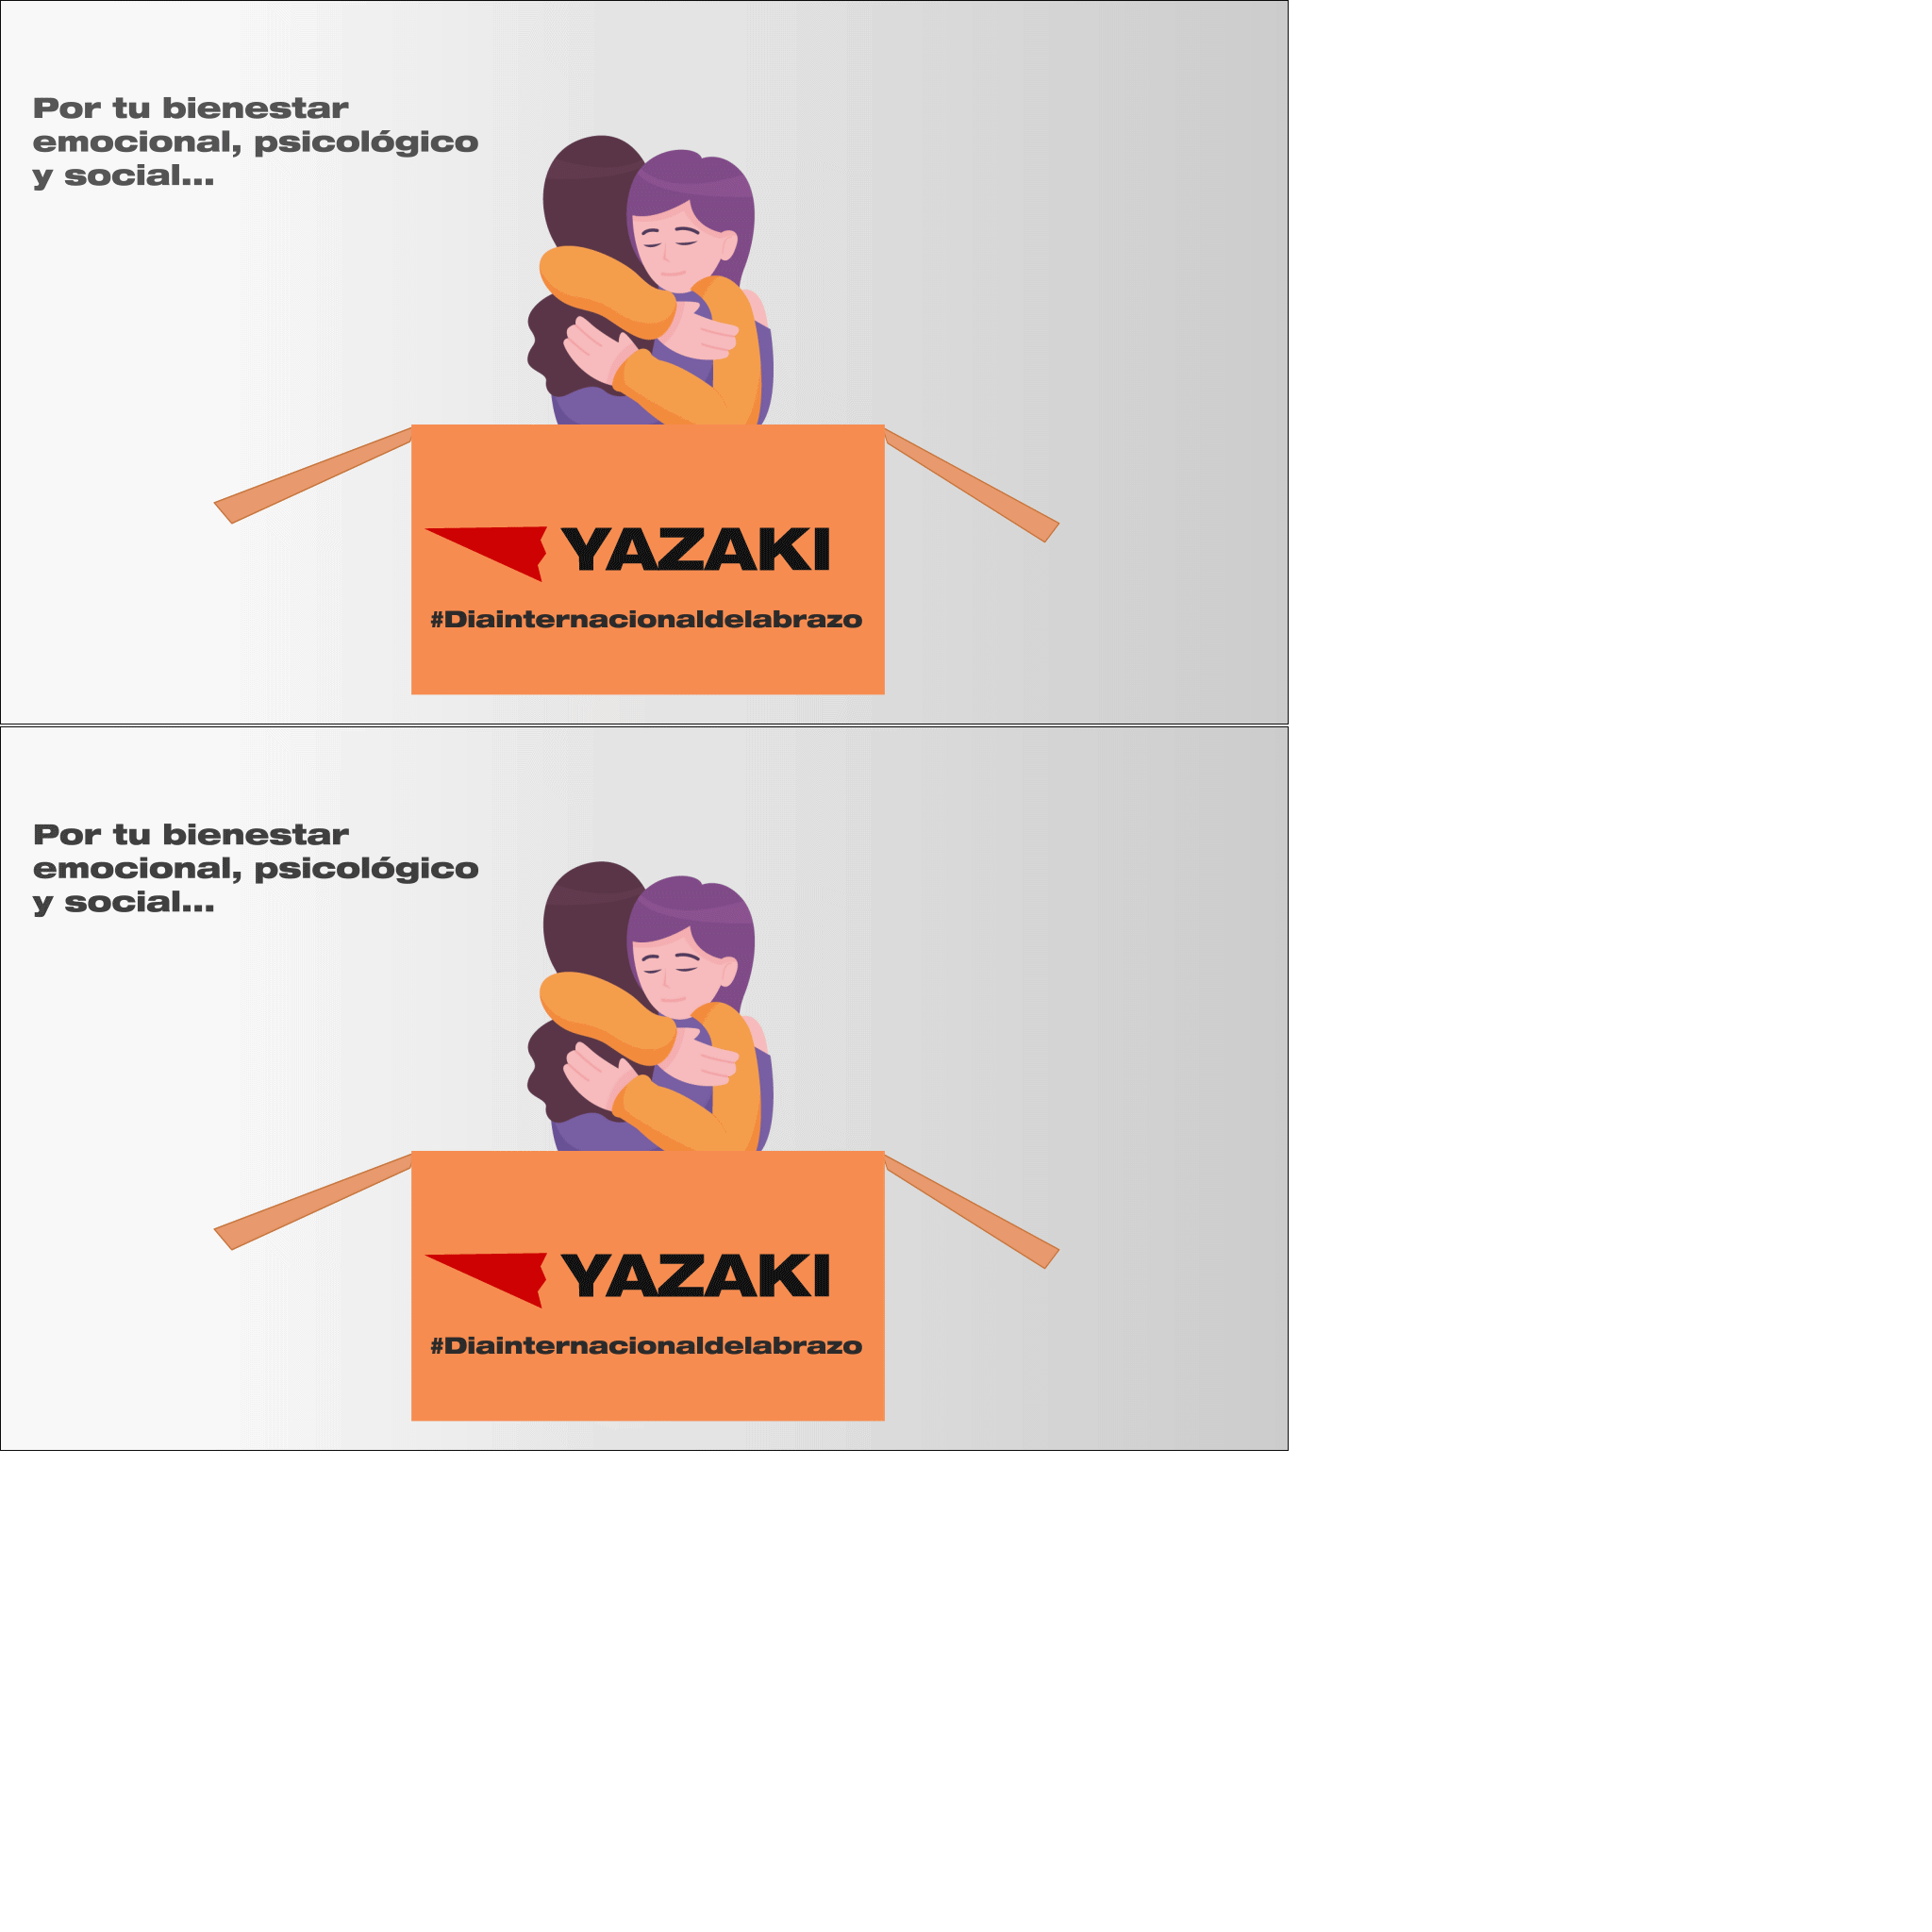 Por tu bienestar
emocional, psicológico
y social...
YAZAKI
#Diainternacionaldelabrazo
Por tu bienestar
emocional, psicológico
y social...
YAZAKI
#Diainternacionaldelabrazo